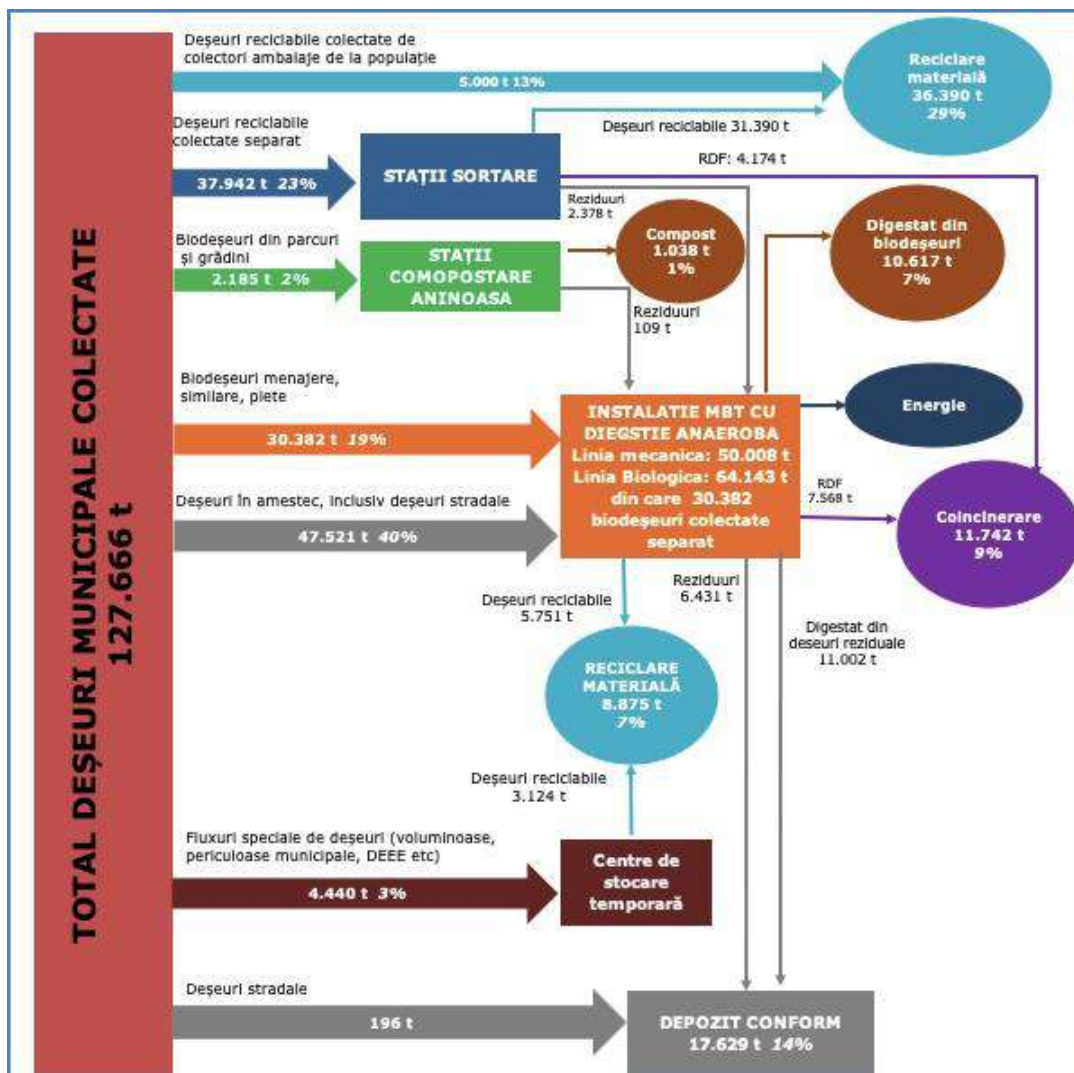 TOTAL DEȘEURI MUNICIPALE COLECTATE
127.666 t
Deșeuri reciclabile colectate de
colectori ambalaje de la populație
5.000 t 13%
Reciclare
materială
36.390 t
29%
Deșeuri reciclabile
colectate separat
37.942 t 23%
STAȚII SORTARE
Deșeuri reciclabile 31.390 t
RDF: 4.174 t
Reziduuri
2.378 t
Biodeșeuri din parcuri
și grădini
2.185 t 2%
STAȚII
COMOPOSTARE
ANINOASA
Compost
1.038 t
1%
Digestat din
biodeșeuri
10.617 t
7%
Reziduuri
109 t
Biodeșeuri menajere,
similare, piete
30.382 t 19%
INSTALATIE MBT CU
DIEGSTIE ANAEROBA
Linia mecanica: 50.008 t
Linia Biologica: 64.143 t
din care 30.382
biodeșeuri colectate
separat
Energie
Deșeuri în amestec, inclusiv deșeuri stradale
47.521 t 40%
RDF
7.568 t
Coincinerare
11.742 t
9%
Deșeuri reciclabile
5.751 t
Reziduuri
6.431 t
Digestat din
deseuri reziduale
11.002 t
RECICLARE
MATERIALĂ
8.875 t
7%
Deșeuri reciclabile
3.124 t
Fluxuri speciale de deșeuri (voluminoase,
periculoase municipale, DEEE etc)
4.440 t 3%
Centre de
stocare
temporară
Deșeuri stradale
196 t
DEPOZIT CONFORM
17.629 t 14%